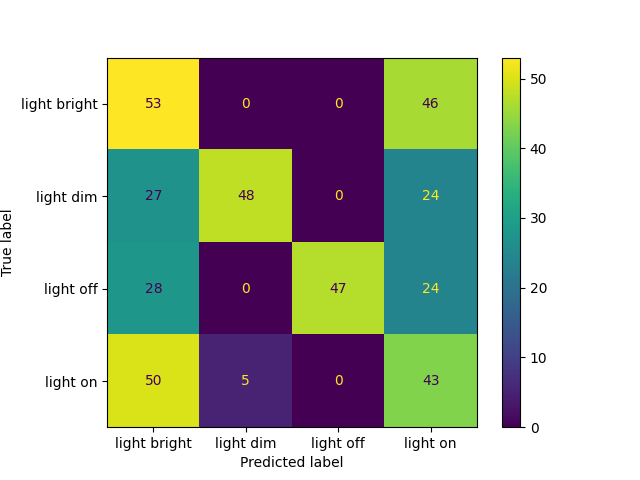 light bright 53 0 0 46
light dim 27 48 0 24
light off 28 0 47 24
light on 50 5 0 43
light bright light dim light off light on
Predicted label
True label
50
40
30
20
10
0